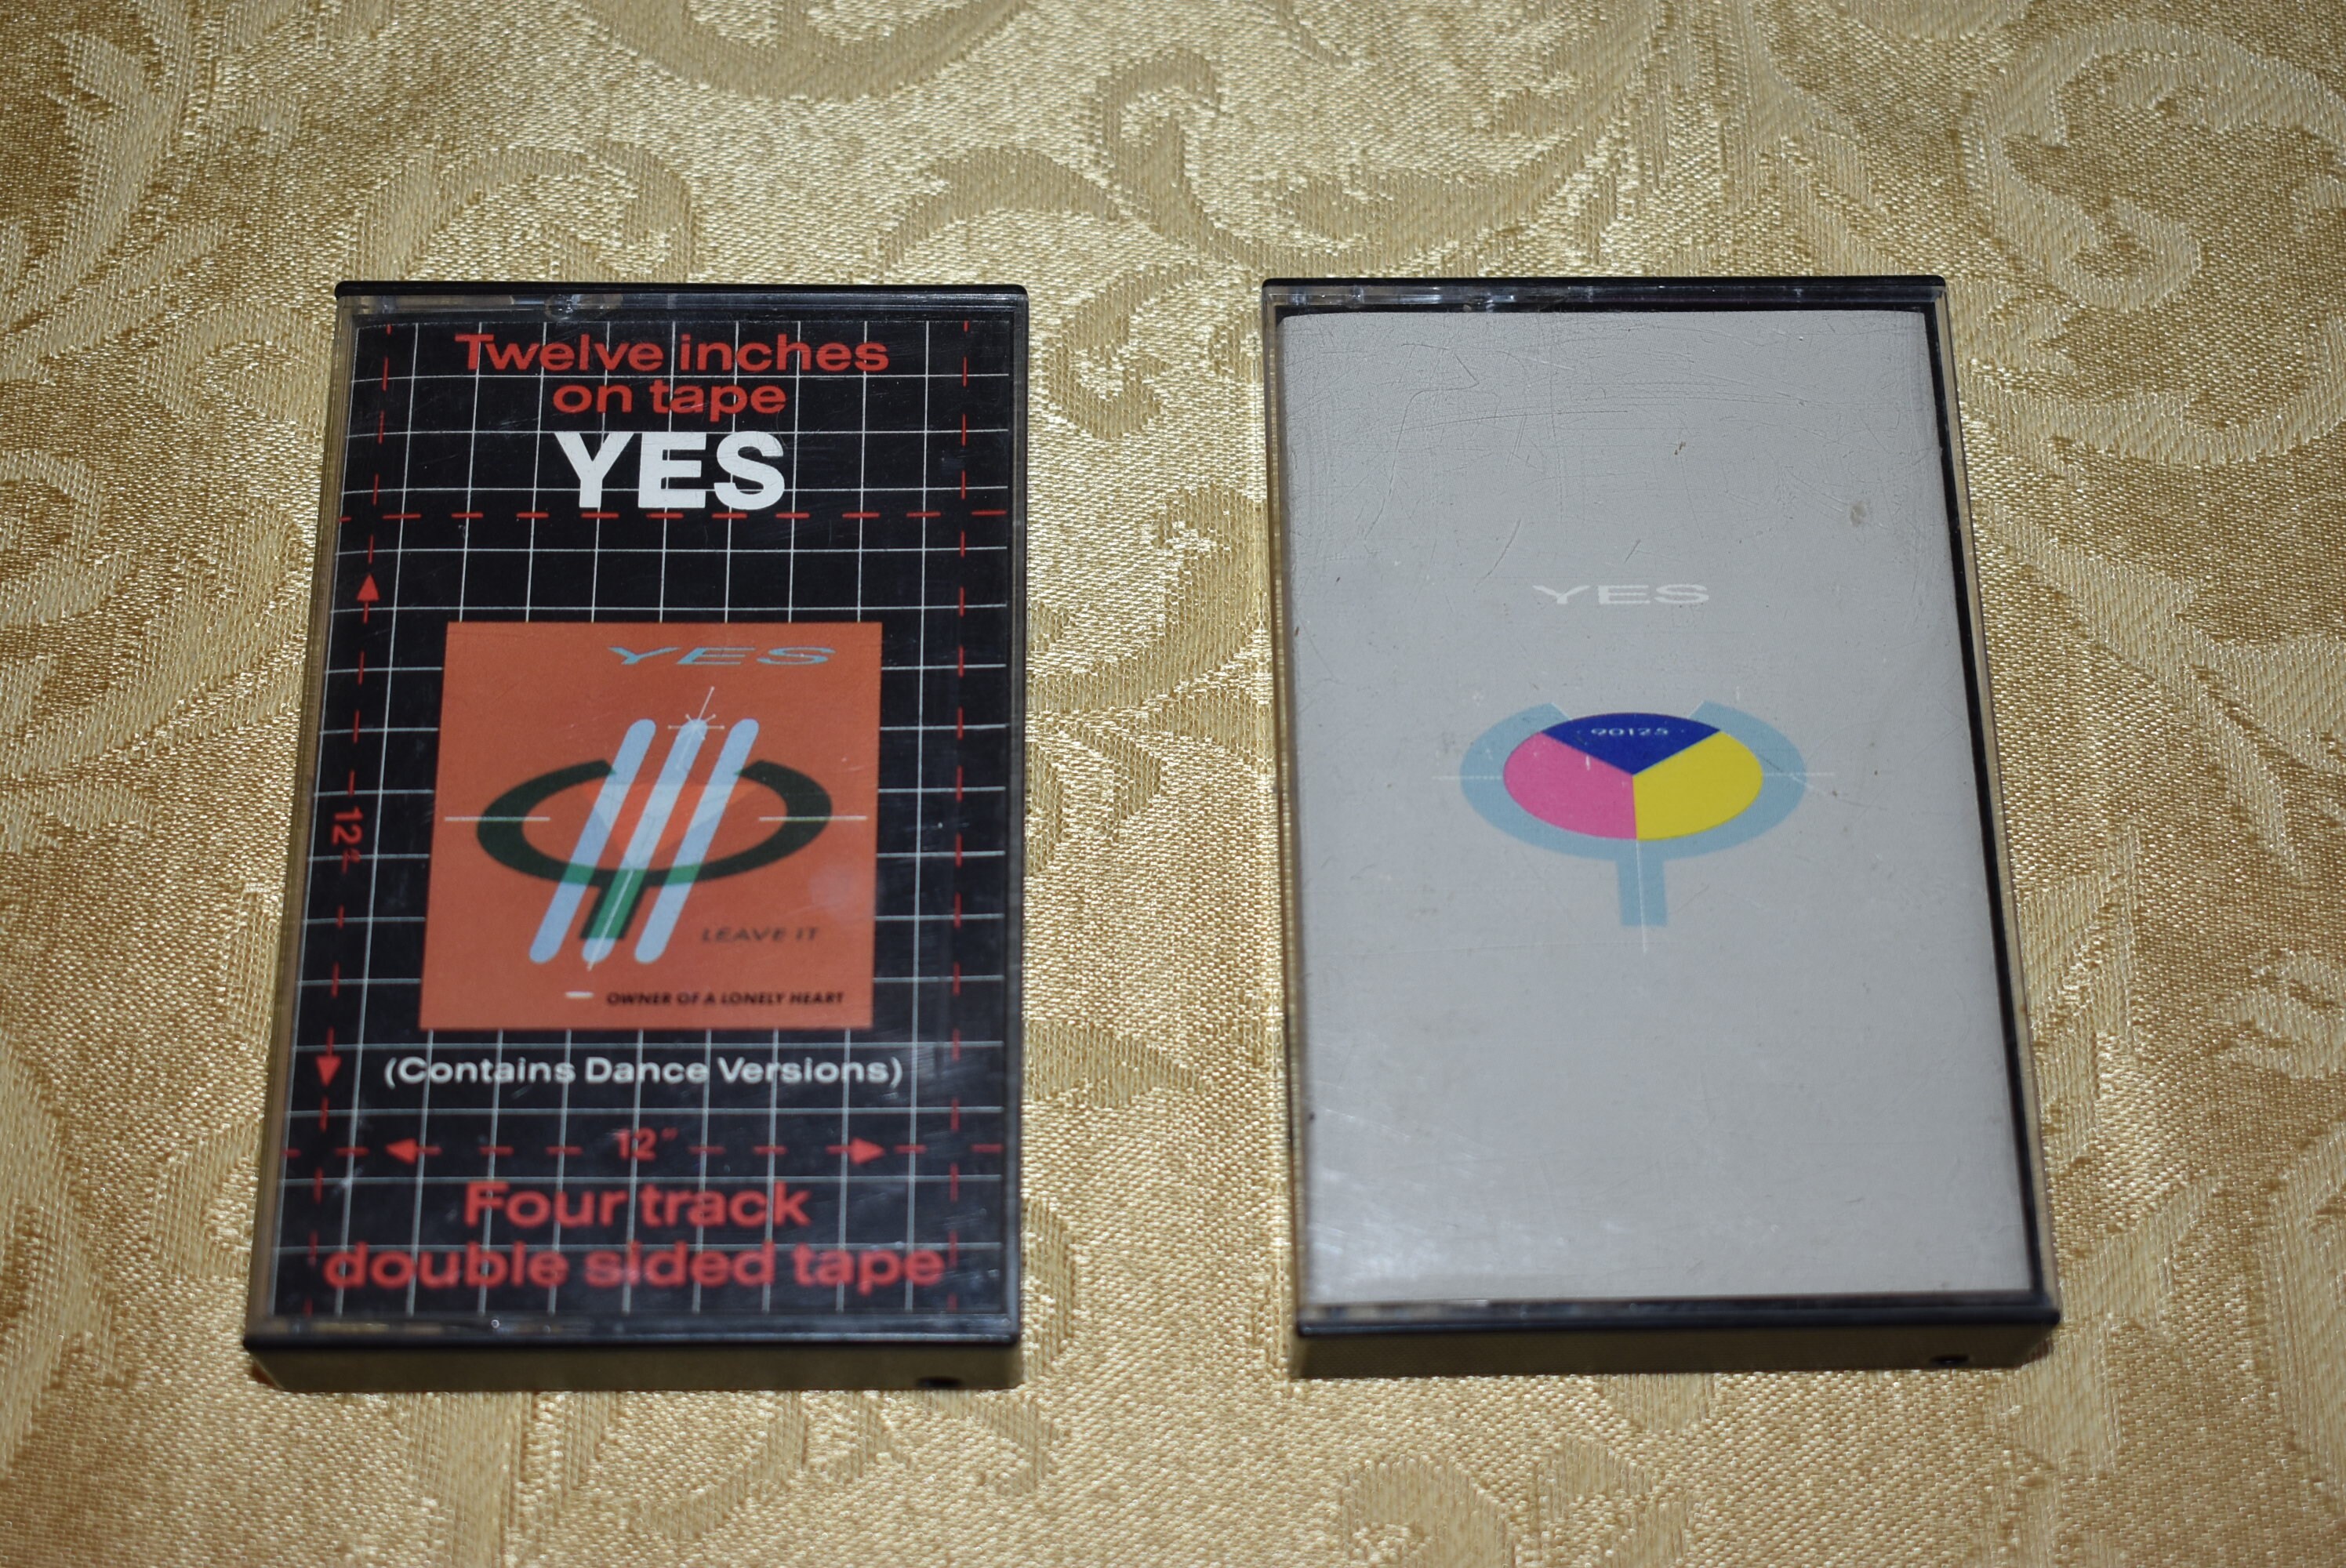 Twelve inches
on tape
YES
YES
12"
LEAVE IT
OWNER OF A LONELY HEART
(Contains Dance Versions)
12"
Four track
double sided tape
YES
90125